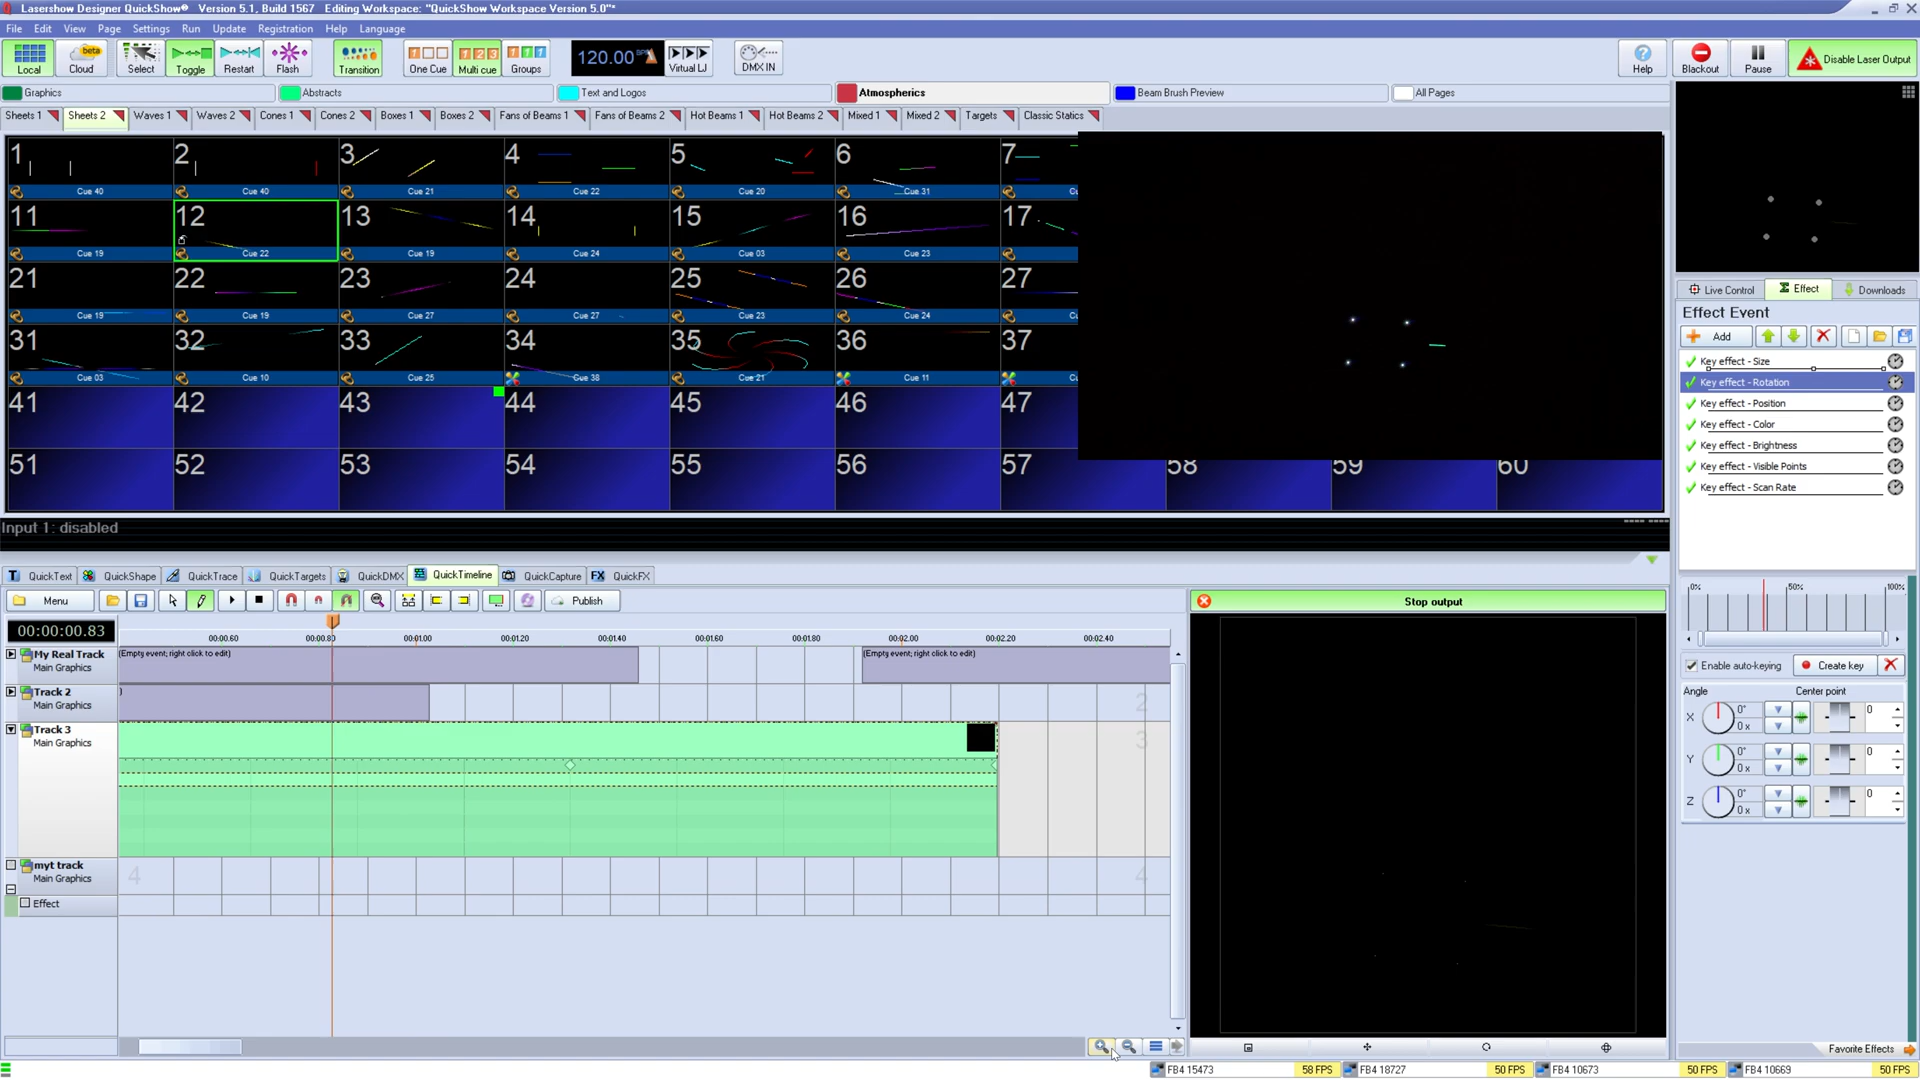 Lasershow Designer QuickShow® Version 5.1, Build 1567 Editing Workspace: "QuickShow Workspace Version 5.0"*
File Edit View Page Settings Run Update Registration Help Language
Local Cloud beta Select Toggle Restart Flash Transition One Cue Multi cue Groups 120.00 BPM Virtual LJ DMX IN Help Blackout Pause Disable Laser Output
Graphics Abstracts Text and Logos Atmospherics Beam Brush Preview All Pages
Sheets 1 Sheets 2 Waves 1 Waves 2 Cones 1 Cones 2 Boxes 1 Boxes 2 Fans of Beams 1 Fans of Beams 2 Hot Beams 1 Hot Beams 2 Mixed 1 Mixed 2 Targets Classic Statics
1 2 3 4 5 6 7
Cue 40 Cue 40 Cue 21 Cue 22 Cue 20 Cue 31
11 12 13 14 15 16 17
Cue 19 Cue 22 Cue 19 Cue 24 Cue 03 Cue 23
21 22 23 24 25 26 27
Cue 19 Cue 19 Cue 27 Cue 27 Cue 23 Cue 24
31 32 33 34 35 36 37
Cue 03 Cue 10 Cue 25 Cue 38 Cue 21 Cue 11
41 42 43 44 45 46 47
51 52 53 54 55 56 57 58 59 60
Input 1: disabled
Live Control Effect Downloads
Effect Event
Add
Key effect - Size
Key effect - Rotation
Key effect - Position
Key effect - Color
Key effect - Brightness
Key effect - Visible Points
Key effect - Scan Rate
0% 50% 100%
Enable auto-keying Create key
Angle Center point
X 0° 0 x 0
Y 0° 0 x 0
Z 0° 0 x 0
Favorite Effects
QuickText QuickShape QuickTrace QuickTargets QuickDMX QuickTimeline QuickCapture QuickFX
Menu Publish
Stop output
00:00:00.83
00:00.60 00:00.80 00:01.00 00:01.20 00:01.40 00:01.60 00:01.80 00:02.00 00:02.20 00:02.40
My Real Track
Main Graphics
(Empty event; right click to edit) (Empty event; right click to edit)
Track 2
Main Graphics
2
Track 3
Main Graphics
3
myt track
Main Graphics
4 4
Effect
FB4 15473 58 FPS FB4 18727 50 FPS FB4 10673 50 FPS FB4 10669 50 FPS